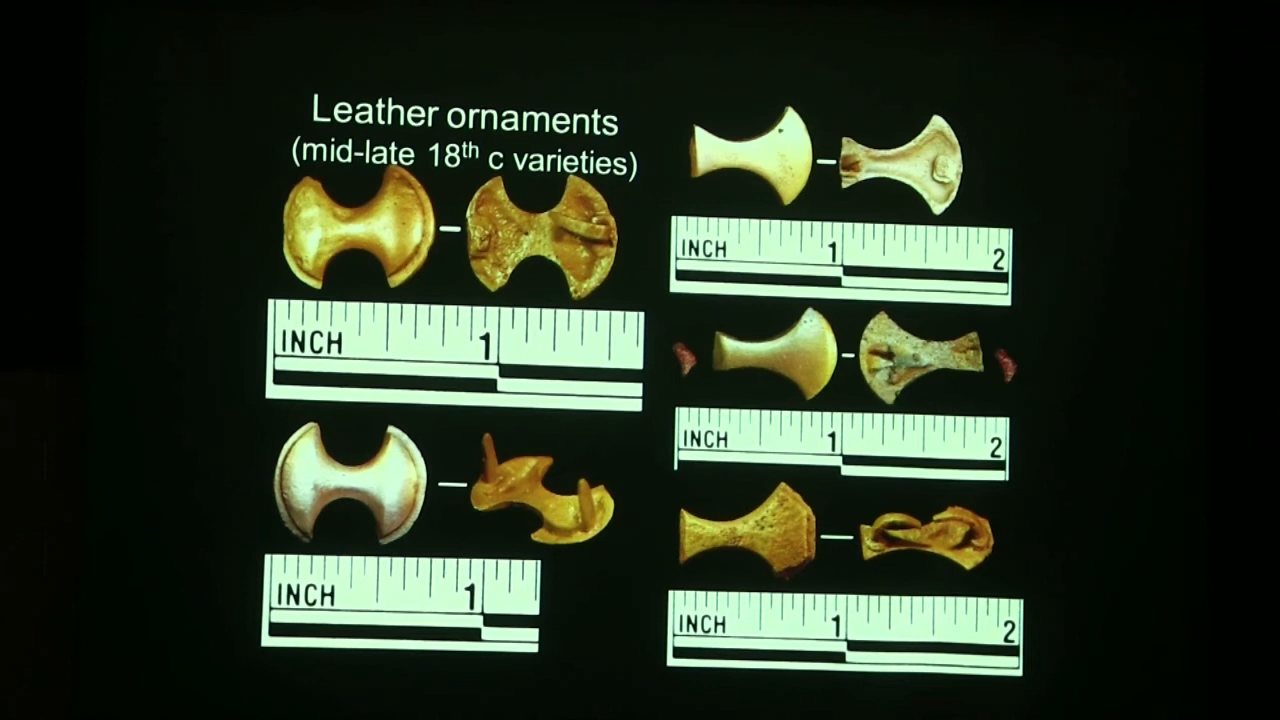 Leather ornaments
(mid-late 18th c varieties)
INCH 1 2
INCH 1
INCH 1 2
INCH 1
INCH 1 2